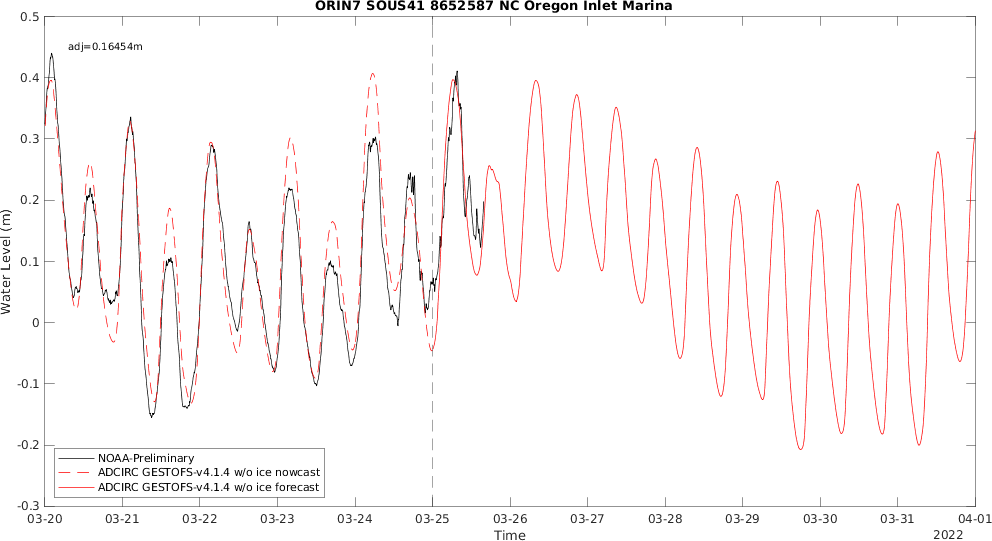 ORIN7 SOUS41 8652587 NC Oregon Inlet Marina
0.5
adj=0.16454m
0.4
0.3
0.2
0.1
0
-0.1
-0.2
-0.3
Water Level (m)
NOAA-Preliminary
ADCIRC GESTOFS-v4.1.4 w/o ice nowcast
ADCIRC GESTOFS-v4.1.4 w/o ice forecast
03-20 03-21 03-22 03-23 03-24 03-25 03-26 03-27 03-28 03-29 03-30 03-31 04-01
Time
2022